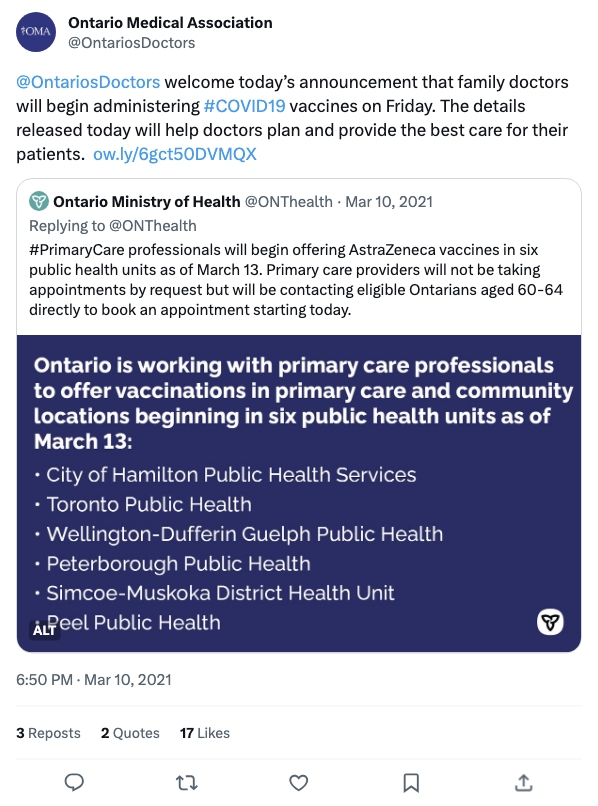 OMA
Ontario Medical Association
@OntariosDoctors
@OntariosDoctors welcome today’s announcement that family doctors
will begin administering #COVID19 vaccines on Friday. The details
released today will help doctors plan and provide the best care for their
patients. ow.ly/6gct50DVMQX
Ontario Ministry of Health @ONThealth · Mar 10, 2021
Replying to @ONThealth
#PrimaryCare professionals will begin offering AstraZeneca vaccines in six
public health units as of March 13. Primary care providers will not be taking
appointments by request but will be contacting eligible Ontarians aged 60-64
directly to book an appointment starting today.
Ontario is working with primary care professionals
to offer vaccinations in primary care and community
locations beginning in six public health units as of
March 13:
• City of Hamilton Public Health Services
• Toronto Public Health
• Wellington-Dufferin Guelph Public Health
• Peterborough Public Health
• Simcoe-Muskoka District Health Unit
• Peel Public Health
ALT
6:50 PM · Mar 10, 2021
3 Reposts 2 Quotes 17 Likes